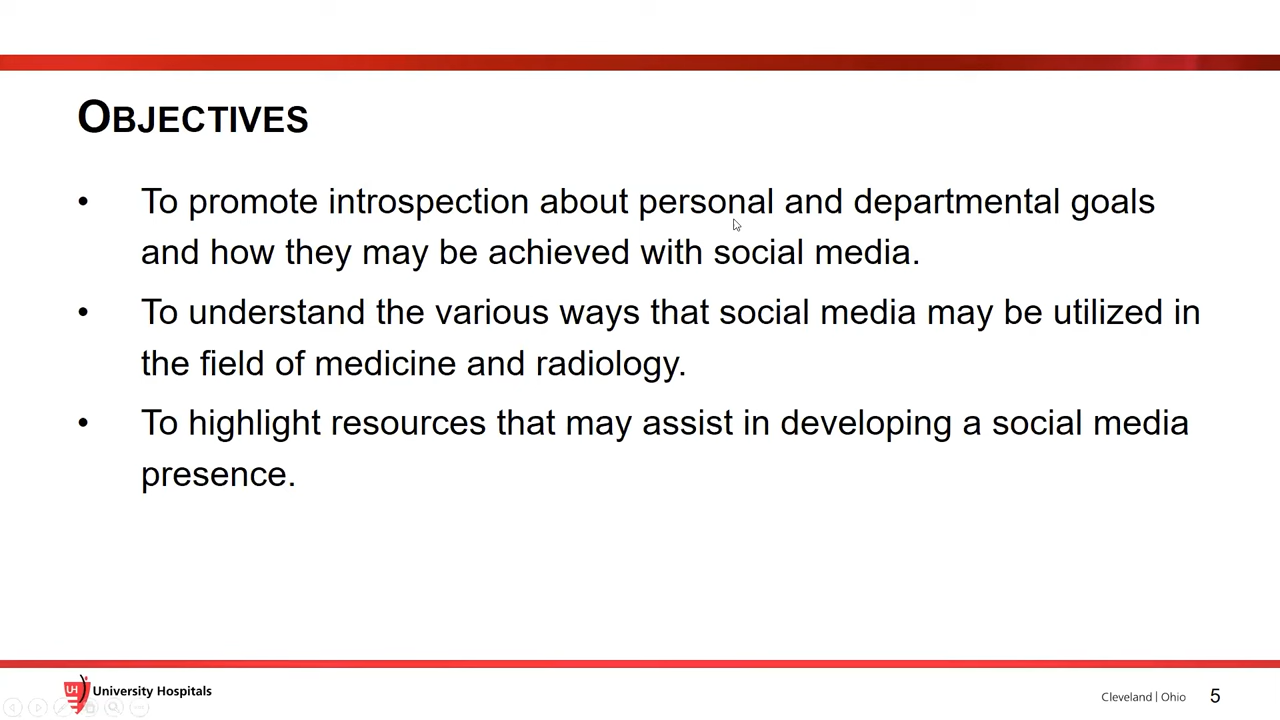 OBJECTIVES
• To promote introspection about personal and departmental goals
and how they may be achieved with social media.
• To understand the various ways that social media may be utilized in
the field of medicine and radiology.
• To highlight resources that may assist in developing a social media
presence.
UH University Hospitals
Cleveland | Ohio 5